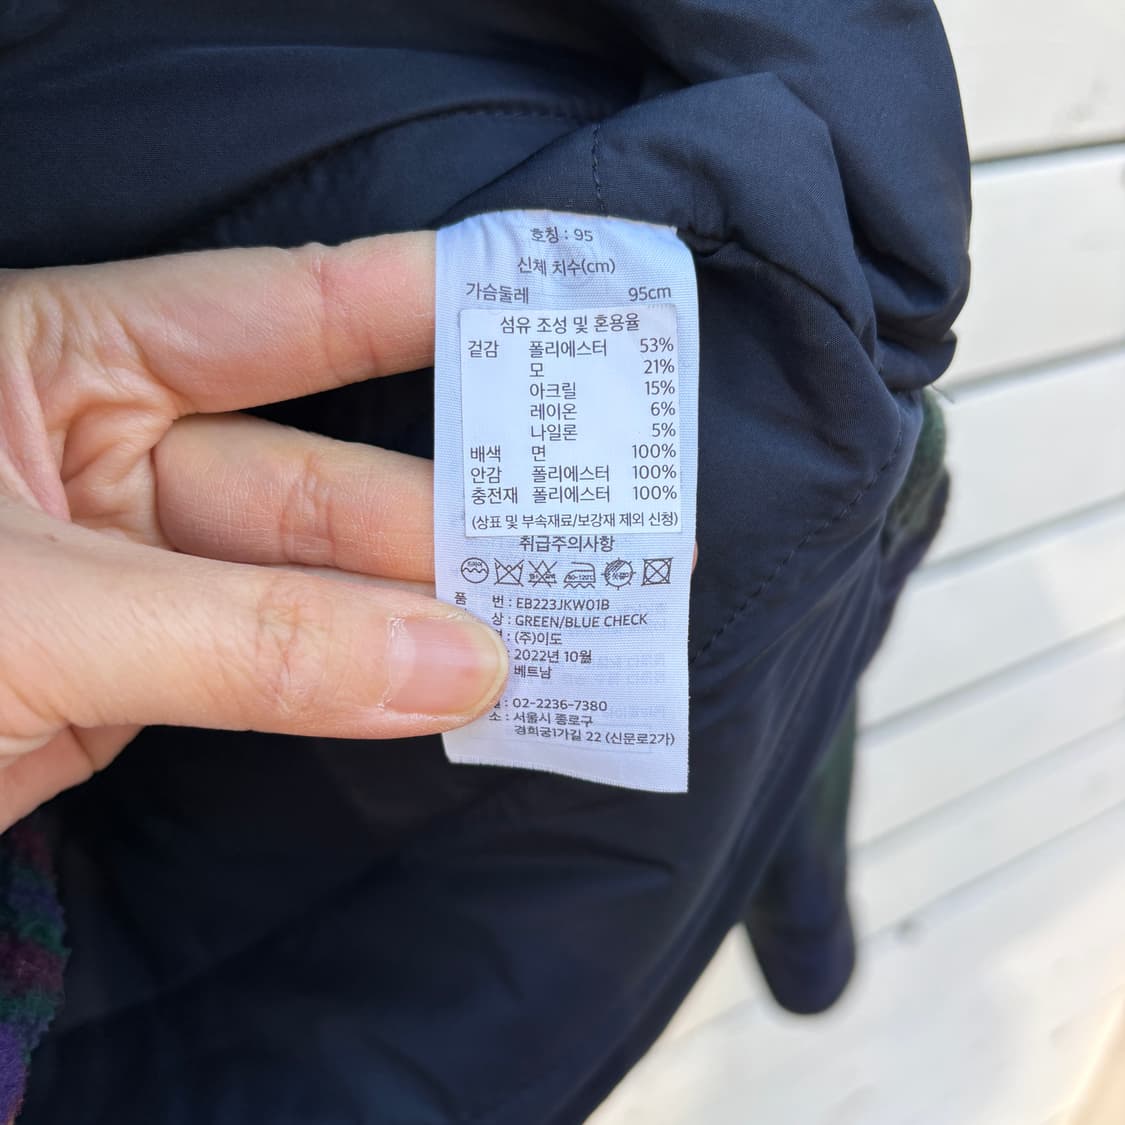 호칭 : 95
신체 치수(cm)
가슴둘레 95cm
섬유 조성 및 혼용율
겉감 폴리에스터 53%
모 21%
아크릴 15%
레이온 6%
나일론 5%
배색 면 100%
안감 폴리에스터 100%
충전재 폴리에스터 100%
(상표 및 부속재료/보강재 제외 신청)
취급주의사항
품 번 : EB223JKW01B
상 : GREEN/BLUE CHECK
: (주)이도
: 2022년 10월
베트남
: 02-2236-7380
소 : 서울시 종로구
경희궁1가길 22 (신문로2가)